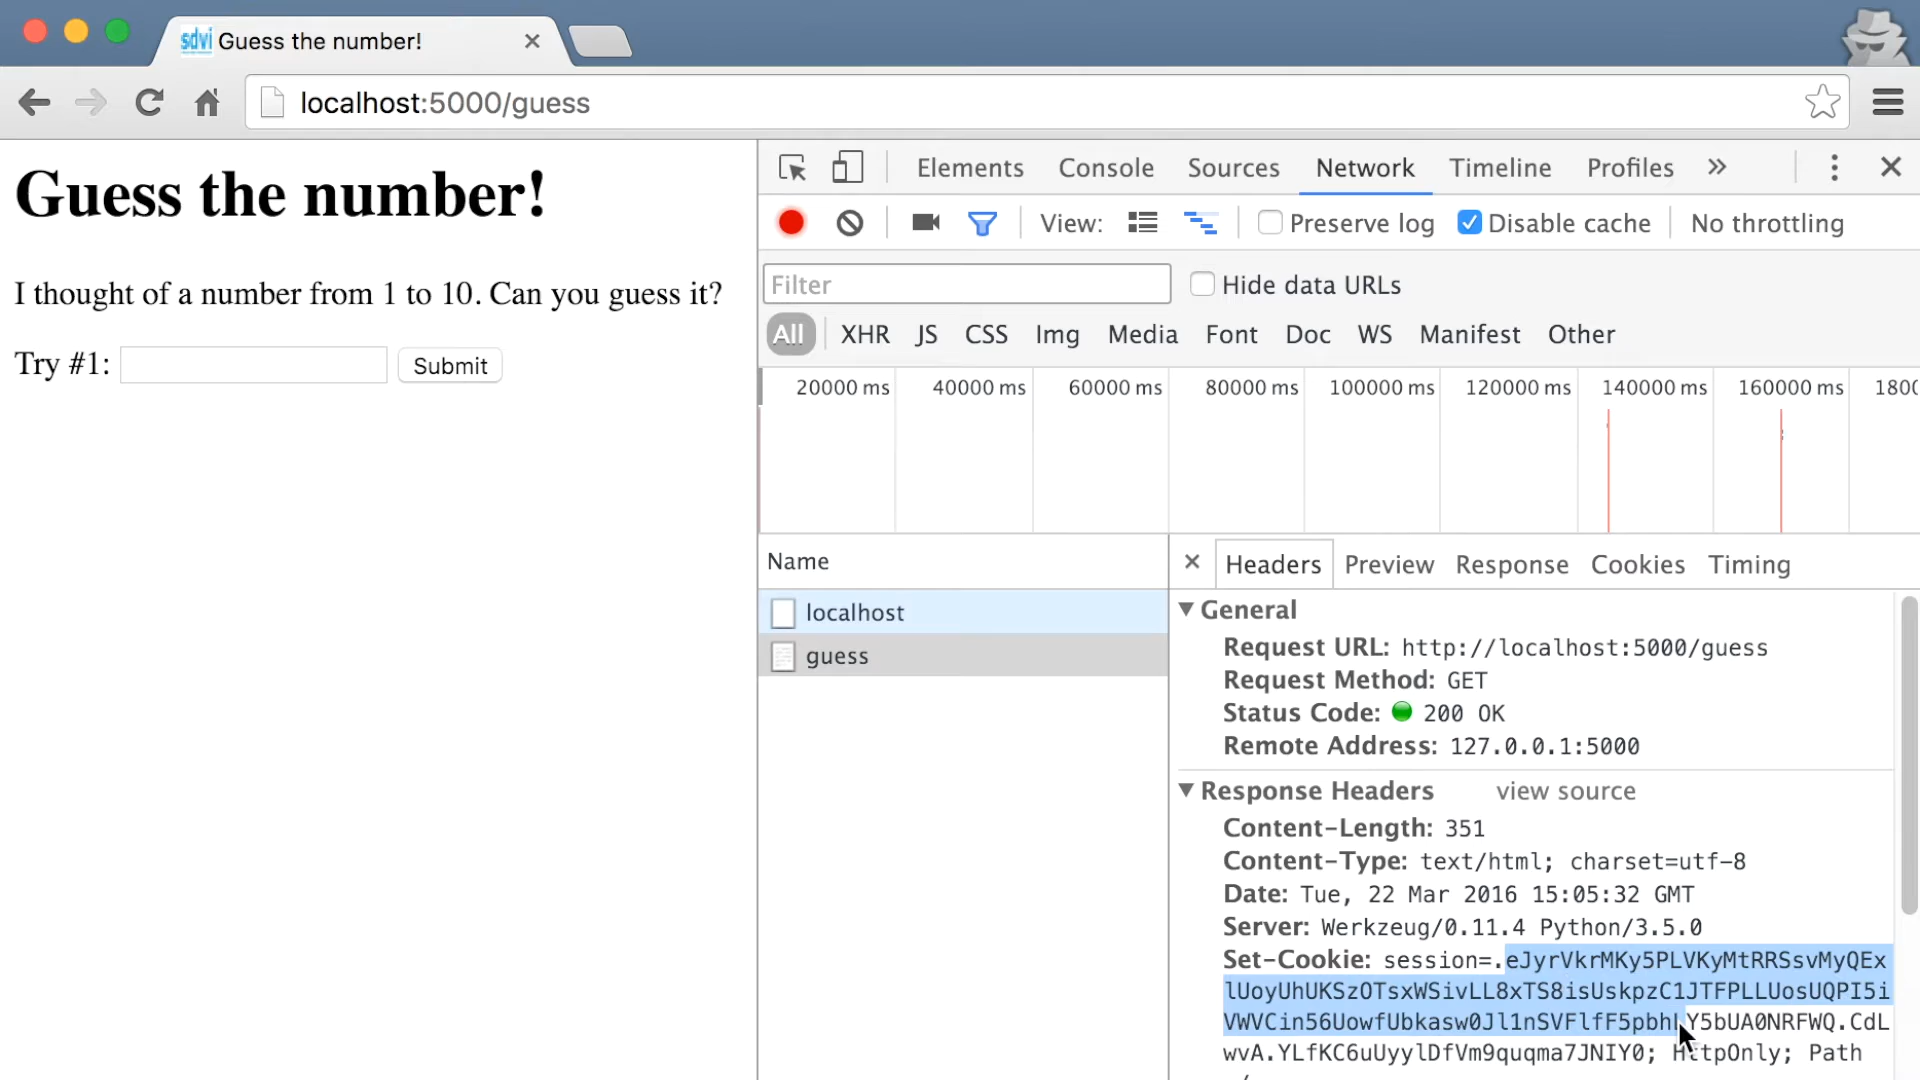 sdvi Guess the number!
localhost:5000/guess
Guess the number!
I thought of a number from 1 to 10. Can you guess it?
Try #1: Submit
Elements Console Sources Network Timeline Profiles »
View: Preserve log Disable cache No throttling
Filter Hide data URLs
All XHR JS CSS Img Media Font Doc WS Manifest Other
20000 ms 40000 ms 60000 ms 80000 ms 100000 ms 120000 ms 140000 ms 160000 ms 1800
Name
localhost
guess
× Headers Preview Response Cookies Timing
General
Request URL: http://localhost:5000/guess
Request Method: GET
Status Code: 200 OK
Remote Address: 127.0.0.1:5000
Response Headers view source
Content-Length: 351
Content-Type: text/html; charset=utf-8
Date: Tue, 22 Mar 2016 15:05:32 GMT
Server: Werkzeug/0.11.4 Python/3.5.0
Set-Cookie: session=.eJyrVkrMKy5PLVKyMtRRSsvMyQEx
lUoyUhUKSzOTsxWSivLL8xTS8isUskpzC1JTFPLLUosUQPI5i
VWVCin56UowfUbkasw0Jl1nSVFlfF5pbhLY5bUA0NRFWQ.CdL
wvA.YLfKC6uUyylDfVm9quqma7JNIY0; HttpOnly; Path